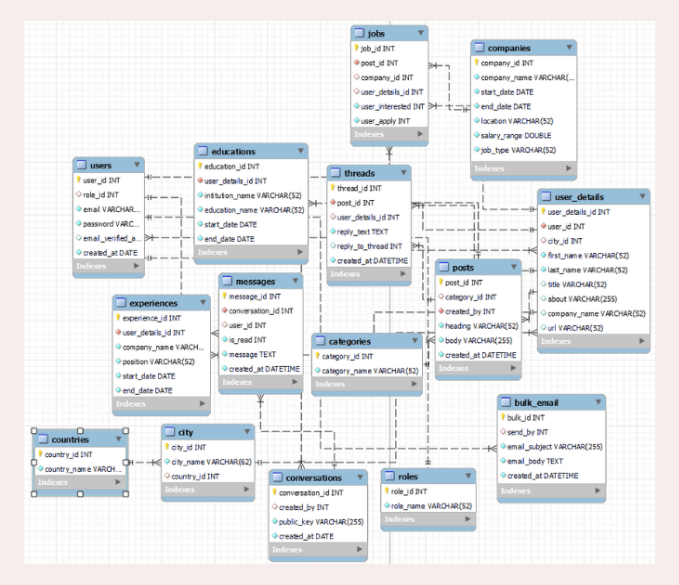 jobs
job_id INT
post_id INT
company_id INT
user_details_id INT
user_interested INT
user_apply INT
Indexes
companies
company_id INT
company_name VARCHAR(...
start_date DATE
end_date DATE
location VARCHAR(52)
salary_range DOUBLE
job_type VARCHAR(52)
Indexes
educations
education_id INT
user_details_id INT
intitution_name VARCHAR(52)
education_name VARCHAR(52)
start_date DATE
end_date DATE
Indexes
users
user_id INT
role_id INT
email VARCHAR...
password VARC...
email_verified_a...
created_at DATE
Indexes
threads
thread_id INT
post_id INT
user_details_id INT
reply_text TEXT
reply_to_thread INT
created_at DATETIME
Indexes
user_details
user_details_id INT
user_id INT
city_id INT
first_name VARCHAR(52)
last_name VARCHAR(52)
title VARCHAR(52)
about VARCHAR(255)
company_name VARCHAR(52)
url VARCHAR(52)
Indexes
posts
post_id INT
category_id INT
created_by INT
heading VARCHAR(52)
body VARCHAR(255)
created_at DATETIME
Indexes
messages
message_id INT
conversation_id INT
user_id INT
is_read INT
message TEXT
created_at DATETIME
Indexes
experiences
experience_id INT
user_details_id INT
company_name VARCH...
position VARCHAR(52)
start_date DATE
end_date DATE
Indexes
categories
category_id INT
category_name VARCHAR(52)
Indexes
bulk_email
bulk_id INT
send_by INT
email_subject VARCHAR(255)
email_body TEXT
created_at DATETIME
Indexes
countries
country_id INT
country_name VARCH...
Indexes
city
city_id INT
city_name VARCHAR(62)
country_id INT
Indexes
conversations
conversation_id INT
created_by INT
public_key VARCHAR(255)
created_at DATE
Indexes
roles
role_id INT
role_name VARCHAR(52)
Indexes